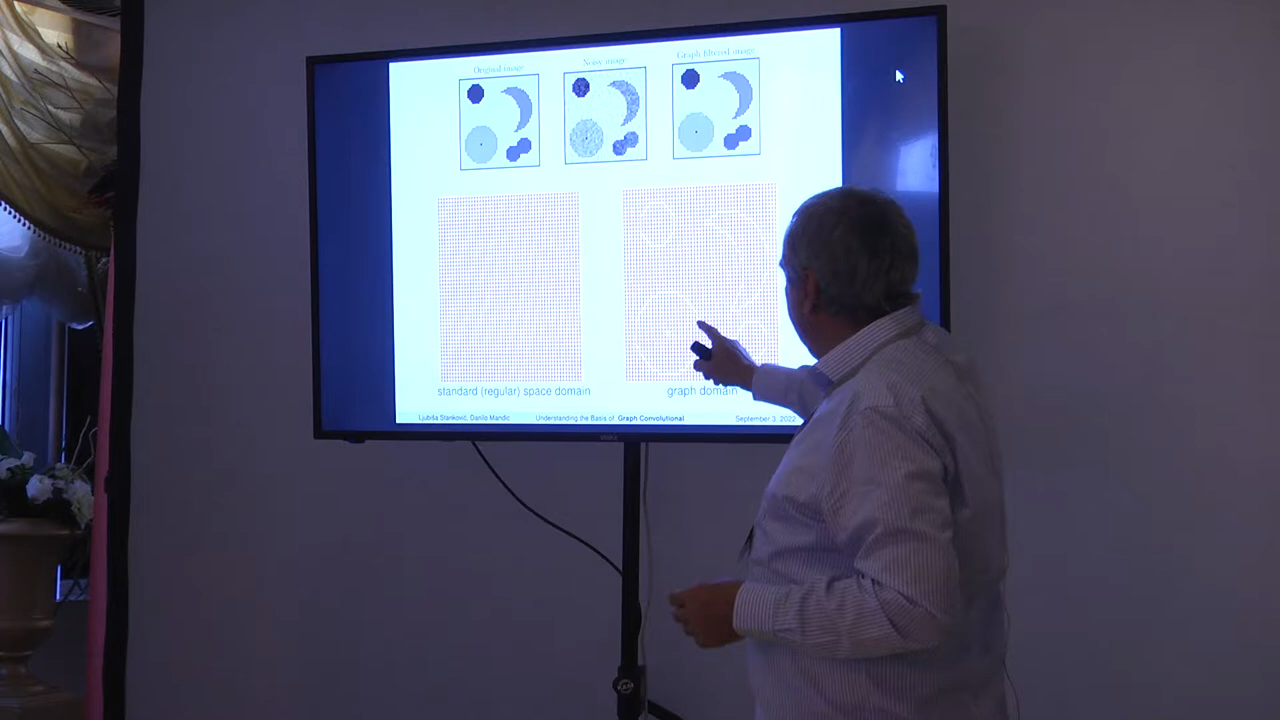 Original image
Noisy image
Graph filtered image
standard (regular) space domain
graph domain
Ljubiša Stanković, Danilo Mandic
Understanding the Basis of Graph Convolutional
September 3, 2022